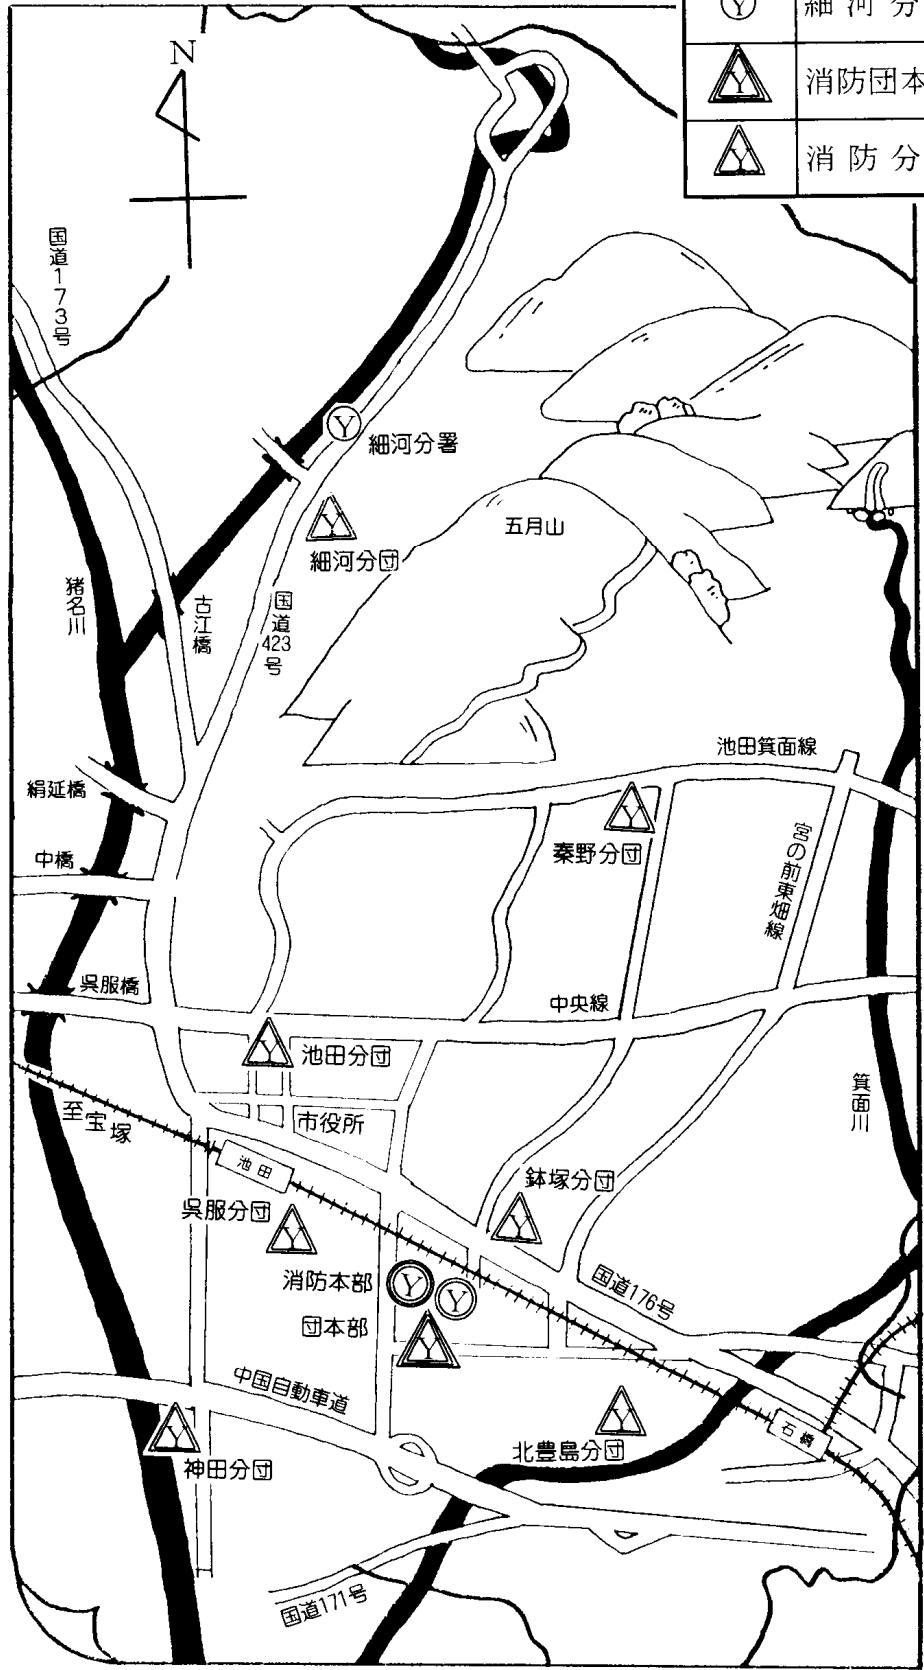 Y 細河分
Y 消防団本
Y 消防分
N
国道173号
Y
細河分署
Y
細河分団
五月山
猪名川
古江橋
国道423号
池田箕面線
絹延橋
Y
中橋
秦野分団
宮の前東畑線
呉服橋
中央線
Y
池田分団
箕面川
至宝塚
市役所
池田
鉢塚分団
Y
呉服分団
Y
消防本部
Y
Y
国道176号
団本部
Y
中国自動車道
Y
石橋
Y
北豊島分団
神田分団
国道171号